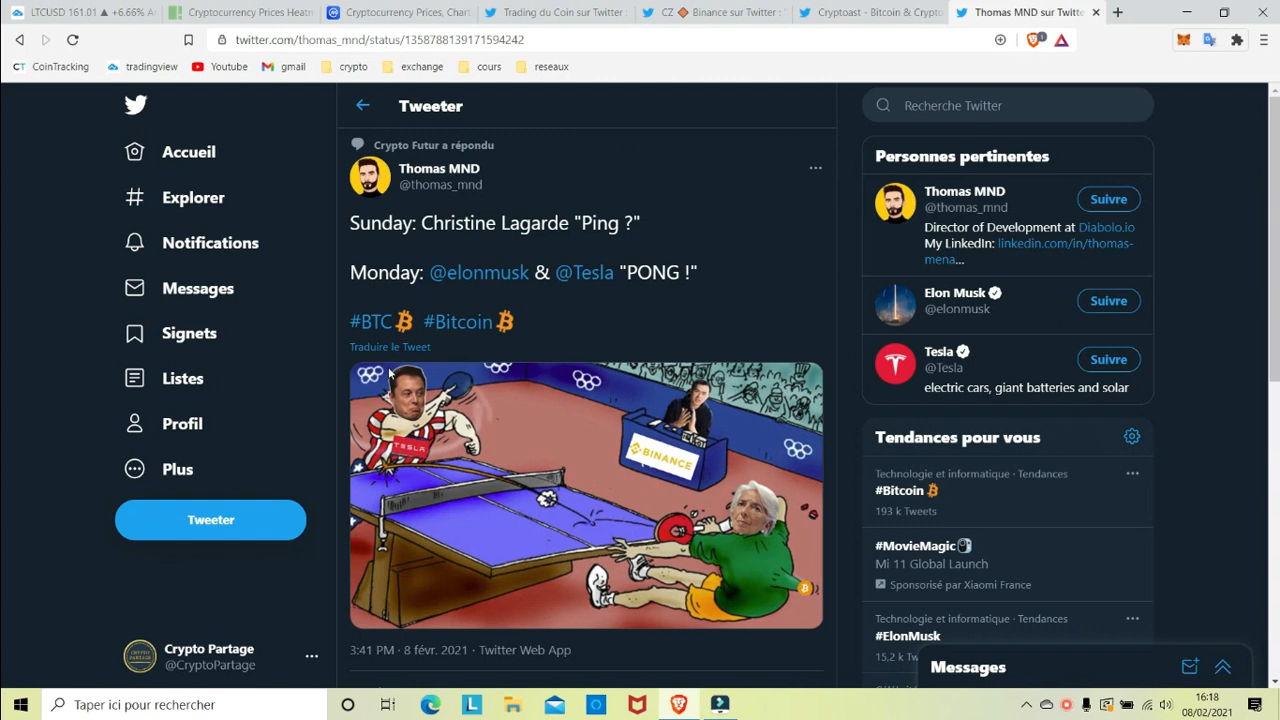 LTCUSD 161.01 ▲ +6.66% A
Cryptocurrency Prices Heatm
Cryptocurrency Prices, Chart
Trading du Coin sur Twitter :
CZ 🔶 Binance sur Twitter :
Cryptoast - Bitcoin & Crypto
Thomas MND sur Twitte
twitter.com/thomas_mnd/status/1358788139171594242
CT CoinTracking
tradingview
Youtube
gmail
crypto
exchange
cours
reseaux
Accueil
Explorer
Notifications
Messages
Signets
Listes
Profil
Plus
Tweeter
Crypto Partage
@CryptoPartage
Tweeter
Crypto Futur a répondu
Thomas MND
@thomas_mnd
Sunday: Christine Lagarde "Ping ?"
Monday: @elonmusk & @Tesla "PONG !"
#BTC #Bitcoin
Traduire le Tweet
TESLA
BINANCE
3:41 PM · 8 févr. 2021 · Twitter Web App
Recherche Twitter
Personnes pertinentes
Thomas MND
@thomas_mnd
Suivre
Director of Development at Diabolo.io
My LinkedIn: linkedin.com/in/thomas-
mena...
Elon Musk
@elonmusk
Suivre
Tesla
@Tesla
Suivre
electric cars, giant batteries and solar
Tendances pour vous
Technologie et informatique · Tendances
#Bitcoin
193 k Tweets
#MovieMagic
Mi 11 Global Launch
Sponsorisé par Xiaomi France
Technologie et informatique · Tendances
#ElonMusk
15,2 k Tw
Messages
Taper ici pour rechercher
16:18
08/02/2021